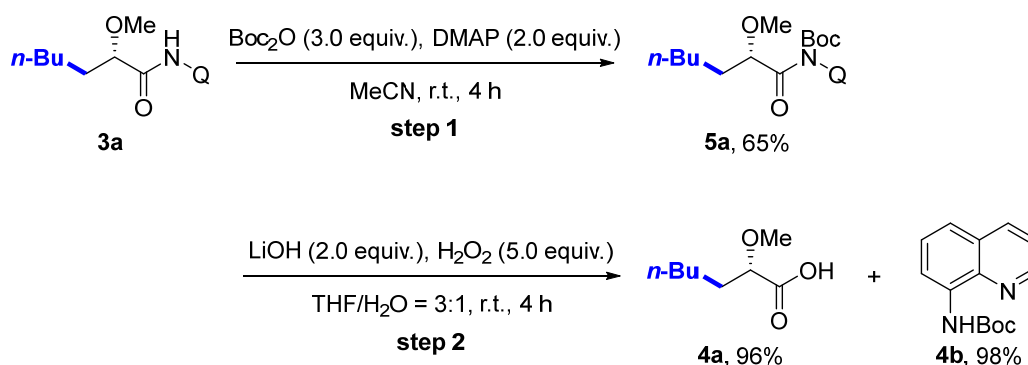 OMe
H
N
n-Bu
Q
O
3a
Boc₂O (3.0 equiv.), DMAP (2.0 equiv.)
MeCN, r.t., 4 h
step 1
OMe
Boc
n-Bu
N
Q
O
5a, 65%
LiOH (2.0 equiv.), H₂O₂ (5.0 equiv.)
THF/H₂O = 3:1, r.t., 4 h
step 2
OMe
n-Bu
OH
O
4a, 96%
+
N
NHBoc
4b, 98%